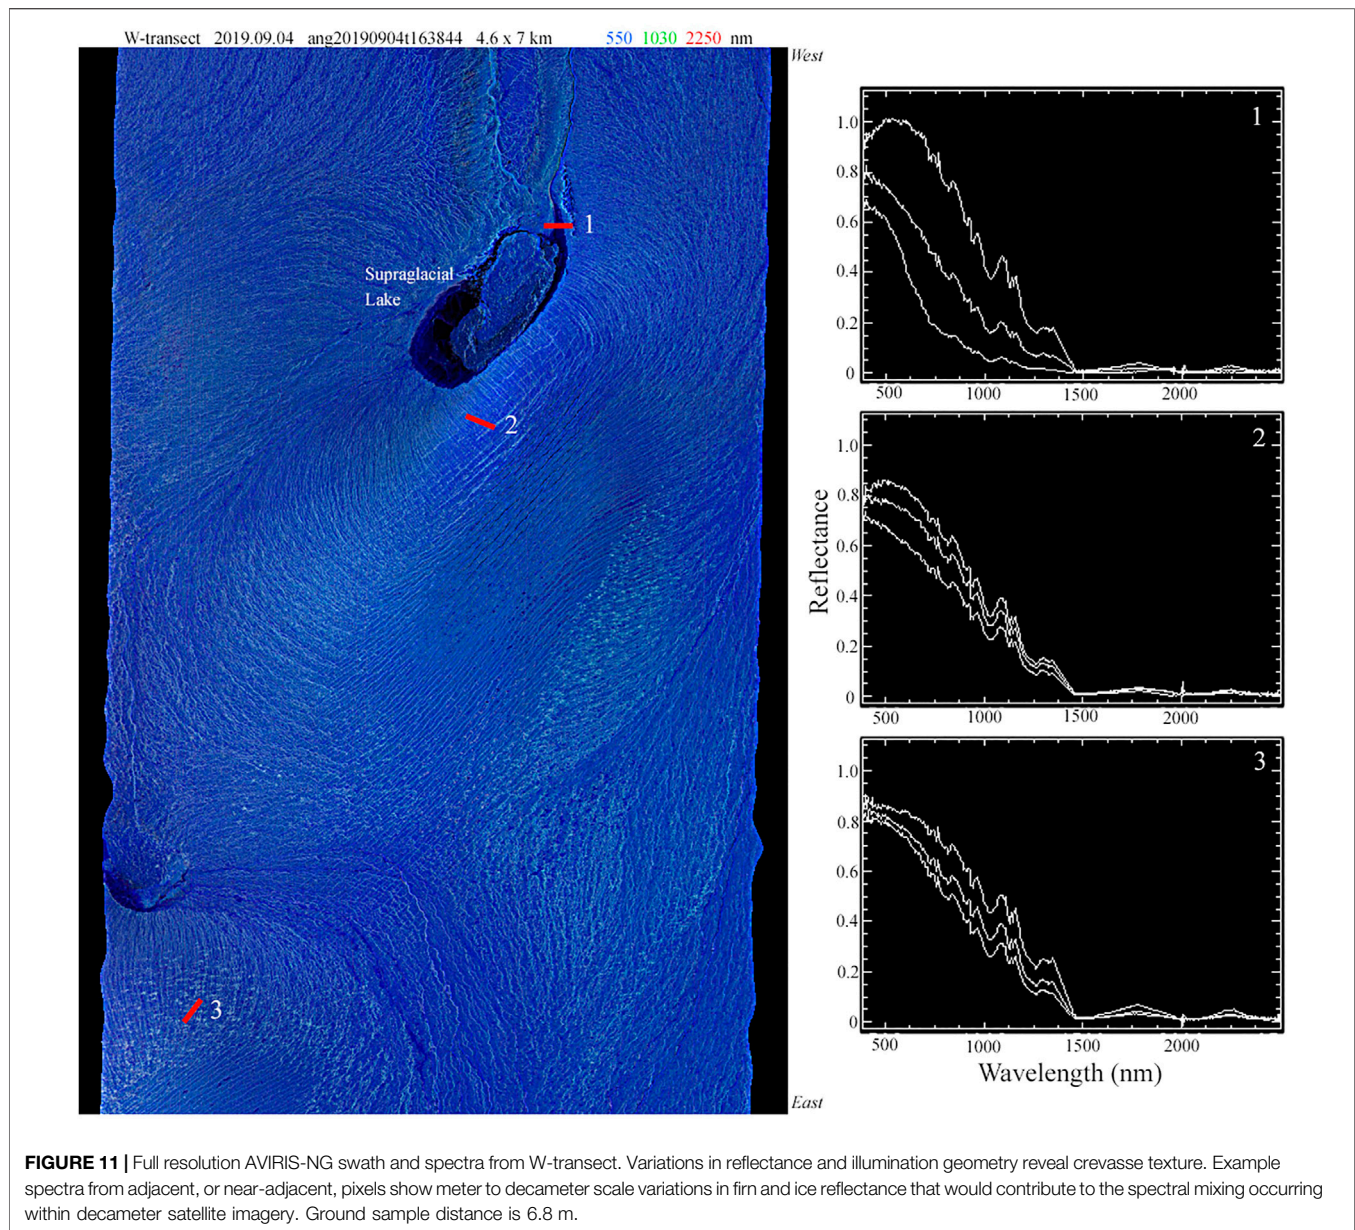 W-transect 2019.09.04 ang20190904t163844 4.6 x 7 km 550 1030 2250 nm
West
1
Supraglacial
Lake
2
3
East
1
1.0
0.8
0.6
0.4
0.2
0
500 1000 1500 2000
2
1.0
0.8
0.6
0.4
0.2
0
500 1000 1500 2000
Reflectance
3
1.0
0.8
0.6
0.4
0.2
0
500 1000 1500 2000
Wavelength (nm)
FIGURE 11 | Full resolution AVIRIS-NG swath and spectra from W-transect. Variations in reflectance and illumination geometry reveal crevasse texture. Example
spectra from adjacent, or near-adjacent, pixels show meter to decameter scale variations in firn and ice reflectance that would contribute to the spectral mixing occurring
within decameter satellite imagery. Ground sample distance is 6.8 m.